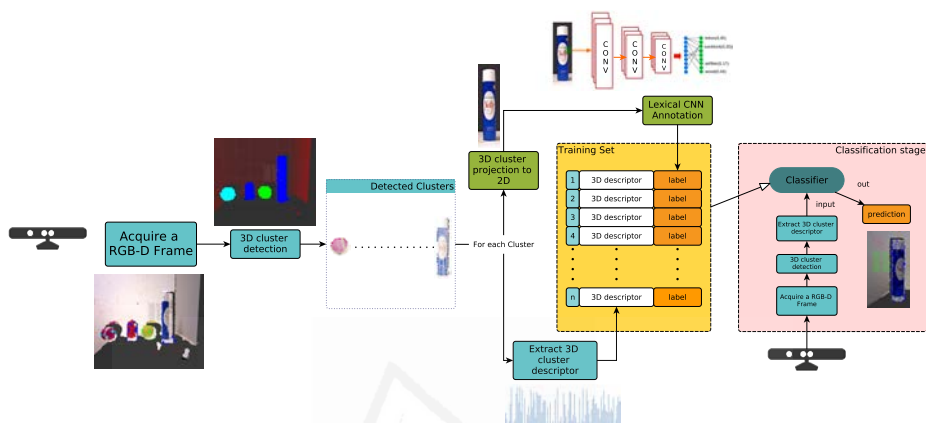 C
O
N
V
C
O
N
V
C
O
N
V
Lexical CNN
Annotation
3D cluster
projection to
2D
Training Set
1 3D descriptor label
2 3D descriptor label
3 3D descriptor label
4 3D descriptor label
n 3D descriptor label
Classification stage
Classifier
out
input
prediction
Extract 3D cluster
descriptor
3D cluster
detection
Acquire a RGB-D
Frame
Detected Clusters
Acquire a
RGB-D Frame
3D cluster
detection
For each Cluster
Extract 3D
cluster
descriptor